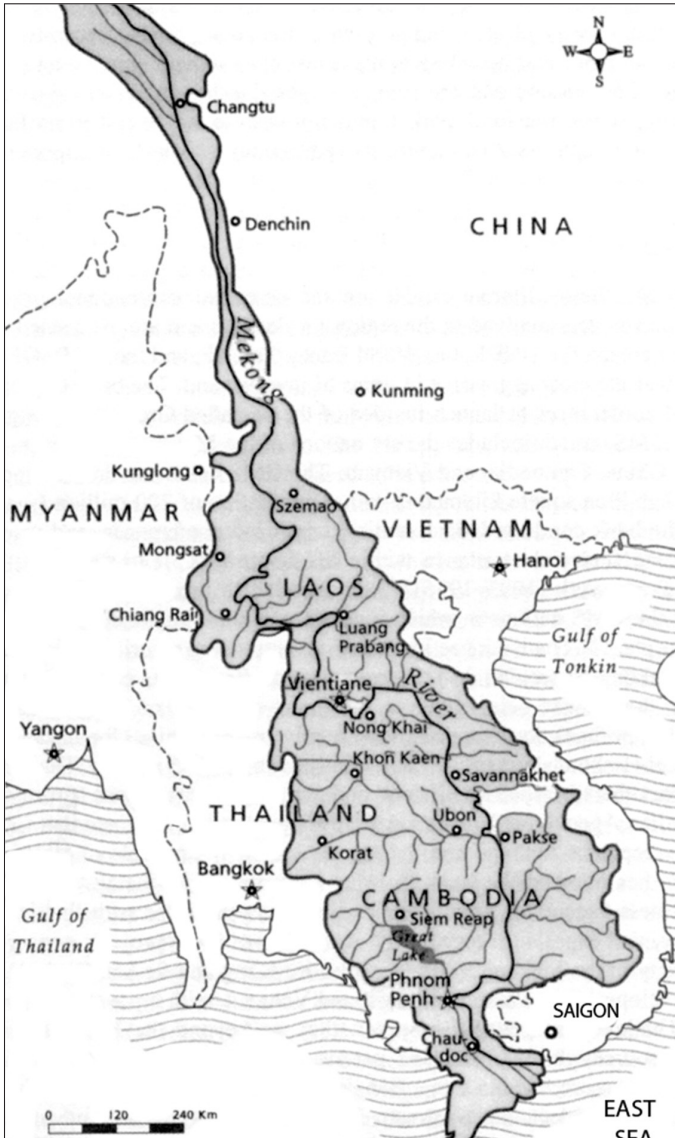 N
W E
S
Changtu
Denchin
CHINA
Mekong
Kunming
Kunglong
Szemao
MYANMAR
VIETNAM
Mongsat
Hanoi
LAOS
Chiang Rai
Luang
Prabang
Gulf of
Tonkin
Vientiane
River
Nong Khai
Yangon
Khon Kaen
Savannakhet
THAILAND
Ubon
Korat
Pakse
Bangkok
CAMBODIA
Siem Reap
Gulf of
Thailand
Great
Lake
Phnom
Penh
SAIGON
Chau-
doc
0 120 240 Km
EAST
SEA